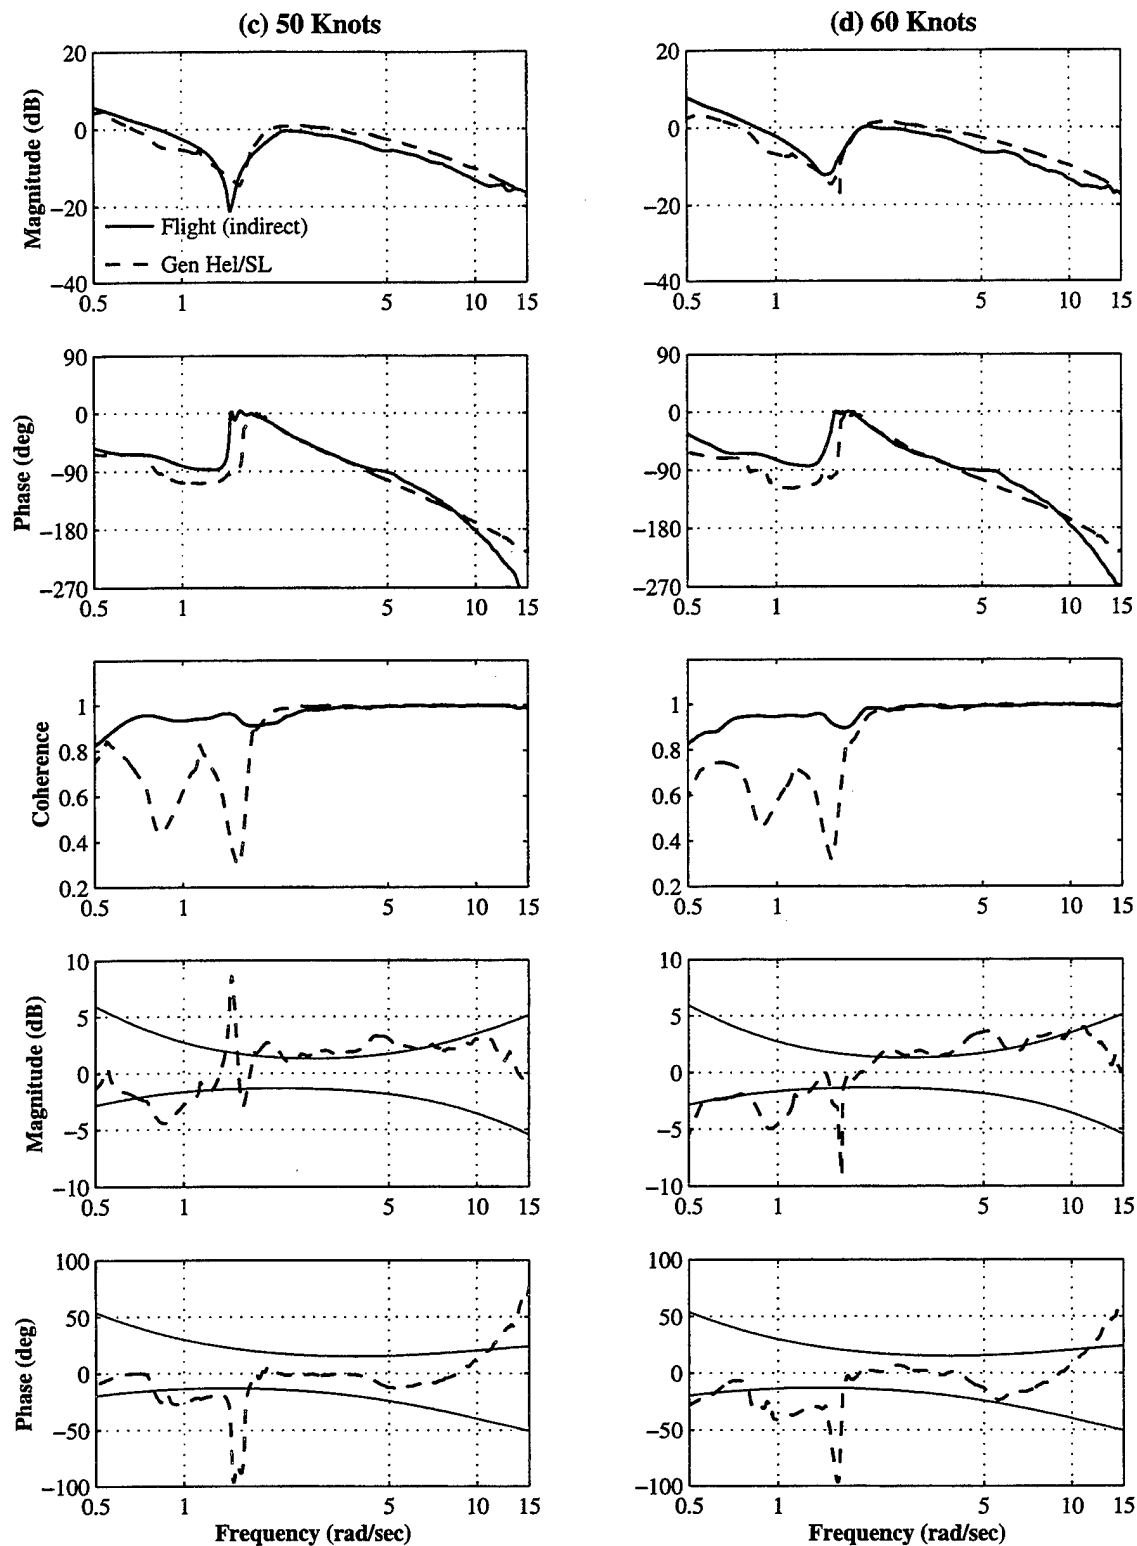 (c) 50 Knots
(d) 60 Knots
Magnitude (dB)
20
0
−20
−40
Flight (indirect)
Gen Hel/SL
0.5 1 5 10 15
20
0
−20
−40
0.5 1 5 10 15
Phase (deg)
90
0
−90
−180
−270
0.5 1 5 10 15
90
0
−90
−180
−270
0.5 1 5 10 15
Coherence
1
0.8
0.6
0.4
0.2
0.5 1 5 10 15
1
0.8
0.6
0.4
0.2
0.5 1 5 10 15
Magnitude (dB)
10
5
0
−5
−10
0.5 1 5 10 15
10
5
0
−5
−10
0.5 1 5 10 15
Phase (deg)
100
50
0
−50
−100
0.5 1 5 10 15
Frequency (rad/sec)
100
50
0
−50
−100
0.5 1 5 10 15
Frequency (rad/sec)